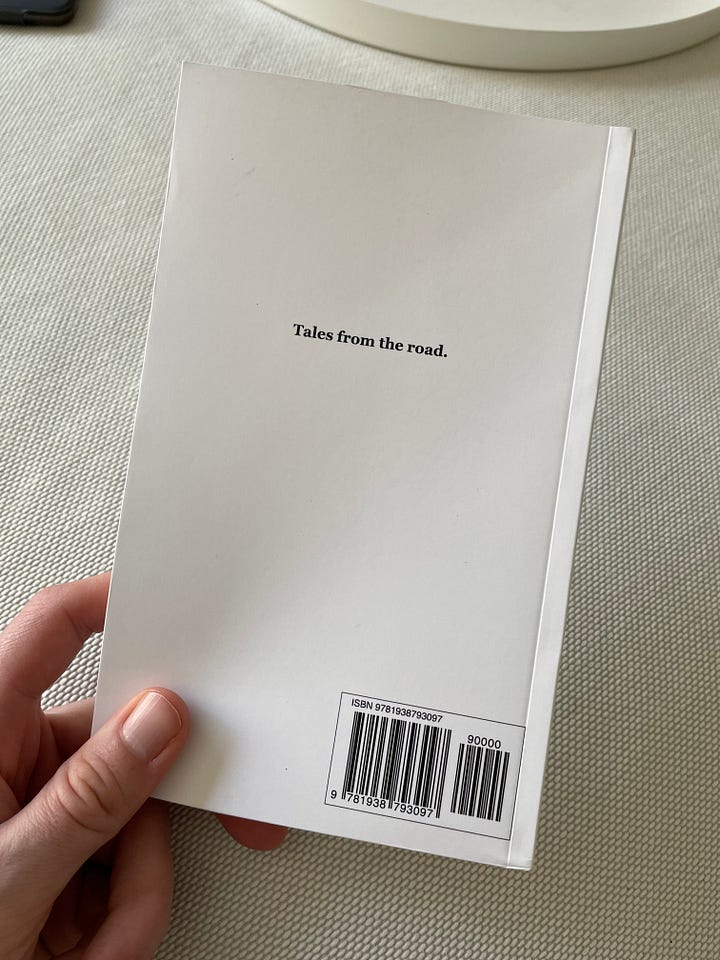 Tales from the road.
ISBN 9781938793097
90000
9 781938 793097